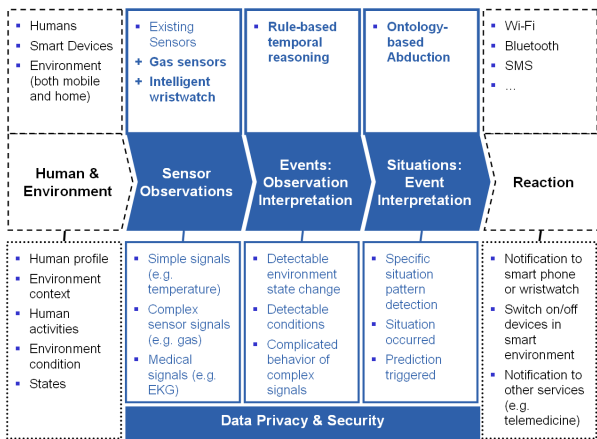 Humans
Smart Devices
Environment
(both mobile
and home)
Existing
Sensors
+ Gas sensors
+ Intelligent
wristwatch
Rule-based
temporal
reasoning
Ontology-
based
Abduction
Wi-Fi
Bluetooth
SMS
...
Human &
Environment
Sensor
Observations
Events:
Observation
Interpretation
Situations:
Event
Interpretation
Reaction
Human profile
Environment
context
Human
activities
Environment
condition
States
Simple signals
(e.g.
temperature)
Complex
sensor signals
(e.g. gas)
Medical
signals (e.g.
EKG)
Detectable
environment
state change
Detectable
conditions
Complicated
behavior of
complex
signals
Specific
situation
pattern
detection
Situation
occurred
Prediction
triggered
Notification to
smart phone
or wristwatch
Switch on/off
devices in
smart
environment
Notification to
other services
(e.g.
telemedicine)
Data Privacy & Security